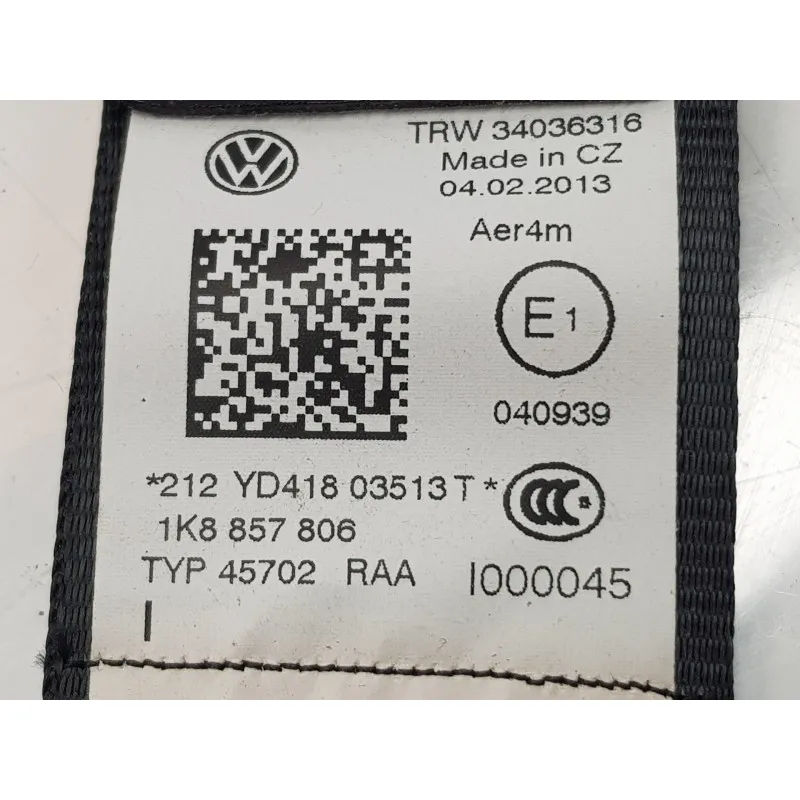 TRW 34036316
Made in CZ
04.02.2013
Aer4m
E1
040939
*212 YD418 03513T*
1K8 857 806
TYP 45702 RAA
I000045
I